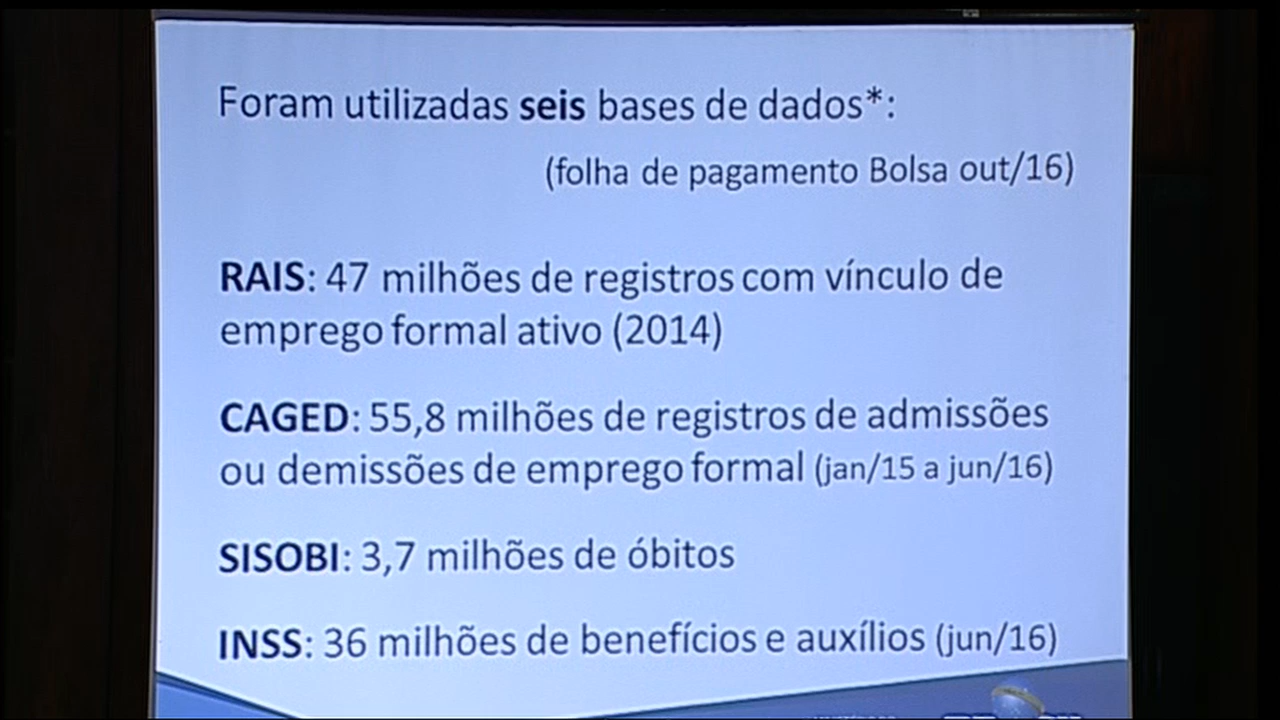 Foram utilizadas seis bases de dados*:
(folha de pagamento Bolsa out/16)
RAIS: 47 milhões de registros com vínculo de
emprego formal ativo (2014)
CAGED: 55,8 milhões de registros de admissões
ou demissões de emprego formal (jan/15 a jun/16)
SISOBI: 3,7 milhões de óbitos
INSS: 36 milhões de benefícios e auxílios (jun/16)